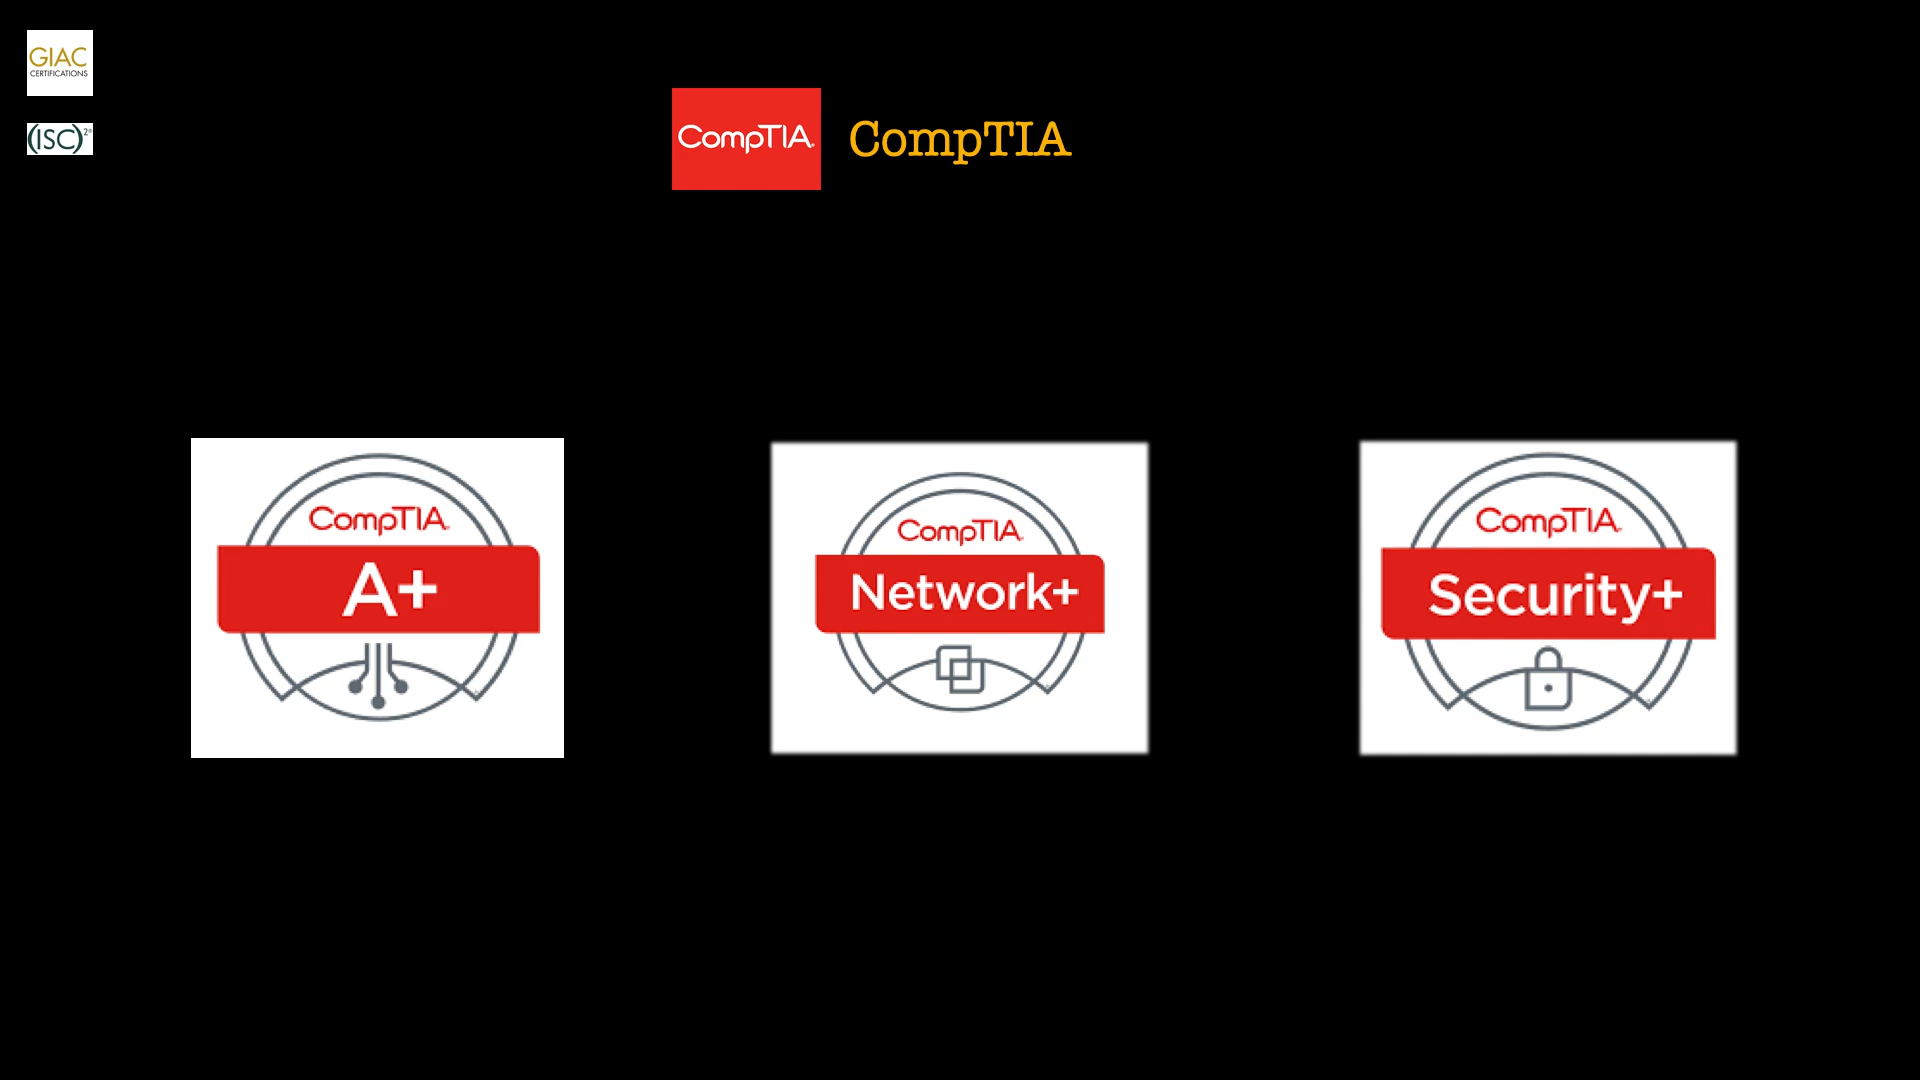 GIAC
CERTIFICATIONS
(ISC)2®
CompTIA.
CompTIA
CompTIA.
A+
CompTIA.
Network+
CompTIA.
Security+